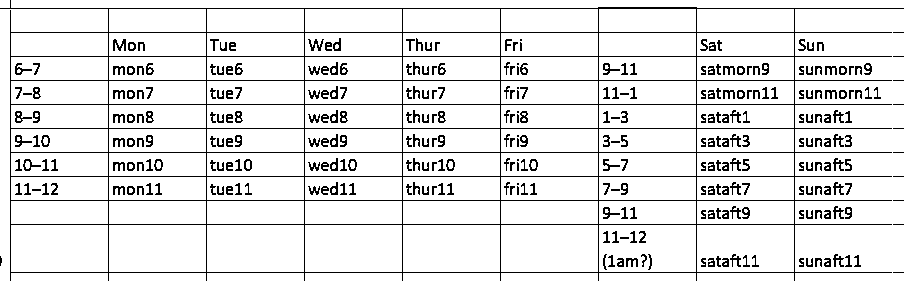 Mon Tue Wed Thur Fri Sat Sun
6–7 mon6 tue6 wed6 thur6 fri6 9–11 satmorn9 sunmorn9
7–8 mon7 tue7 wed7 thur7 fri7 11–1 satmorn11 sunmorn11
8–9 mon8 tue8 wed8 thur8 fri8 1–3 sataft1 sunaft1
9–10 mon9 tue9 wed9 thur9 fri9 3–5 sataft3 sunaft3
10–11 mon10 tue10 wed10 thur10 fri10 5–7 sataft5 sunaft5
11–12 mon11 tue11 wed11 thur11 fri11 7–9 sataft7 sunaft7
9–11 sataft9 sunaft9
11–12
(1am?) sataft11 sunaft11